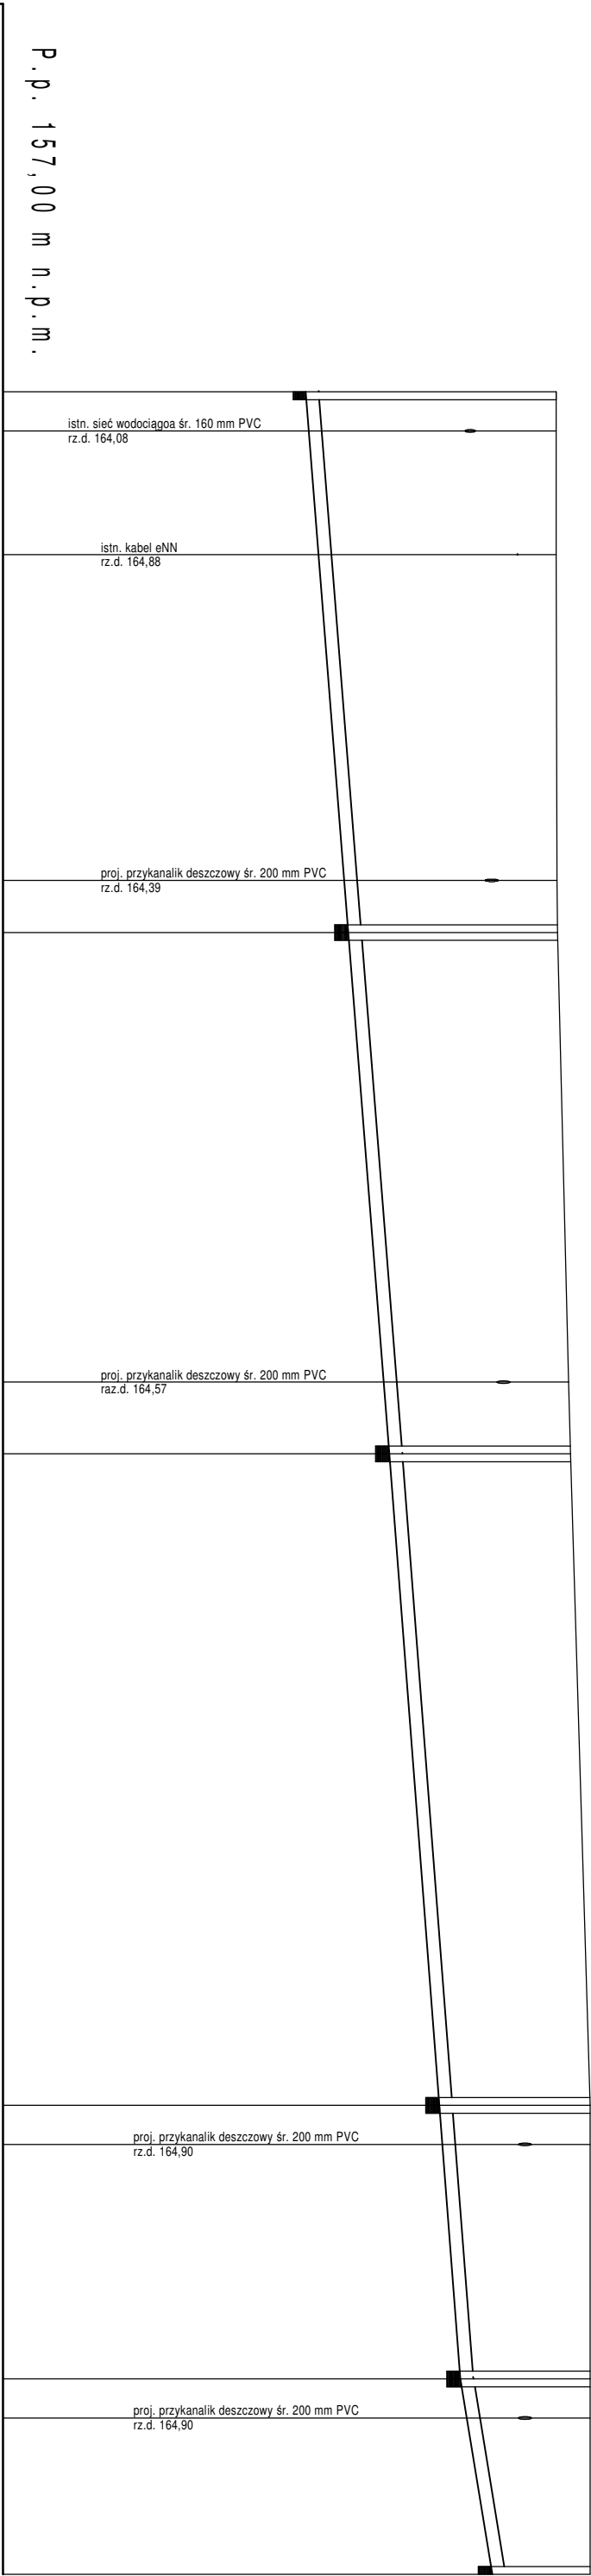 P.p. 157,00 m n.p.m.
istn. sieć wodociągoa śr. 160 mm PVC
rz.d. 164,08
istn. kabel eNN
rz.d. 164,88
proj. przykanalik deszczowy śr. 200 mm PVC
rz.d. 164,39
proj. przykanalik deszczowy śr. 200 mm PVC
raz.d. 164,57
proj. przykanalik deszczowy śr. 200 mm PVC
rz.d. 164,90
proj. przykanalik deszczowy śr. 200 mm PVC
rz.d. 164,90